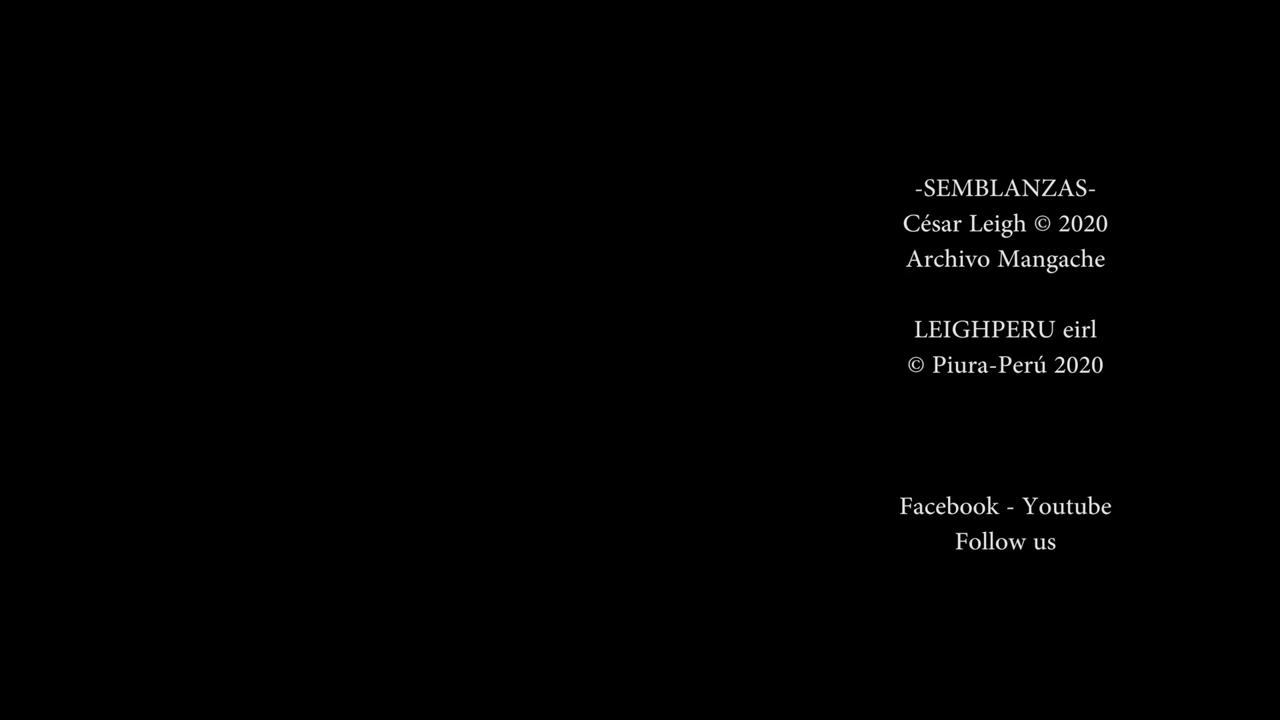 -SEMBLANZAS-
César Leigh © 2020
Archivo Mangache
LEIGHPERU eirl
© Piura-Perú 2020
Facebook - Youtube
Follow us